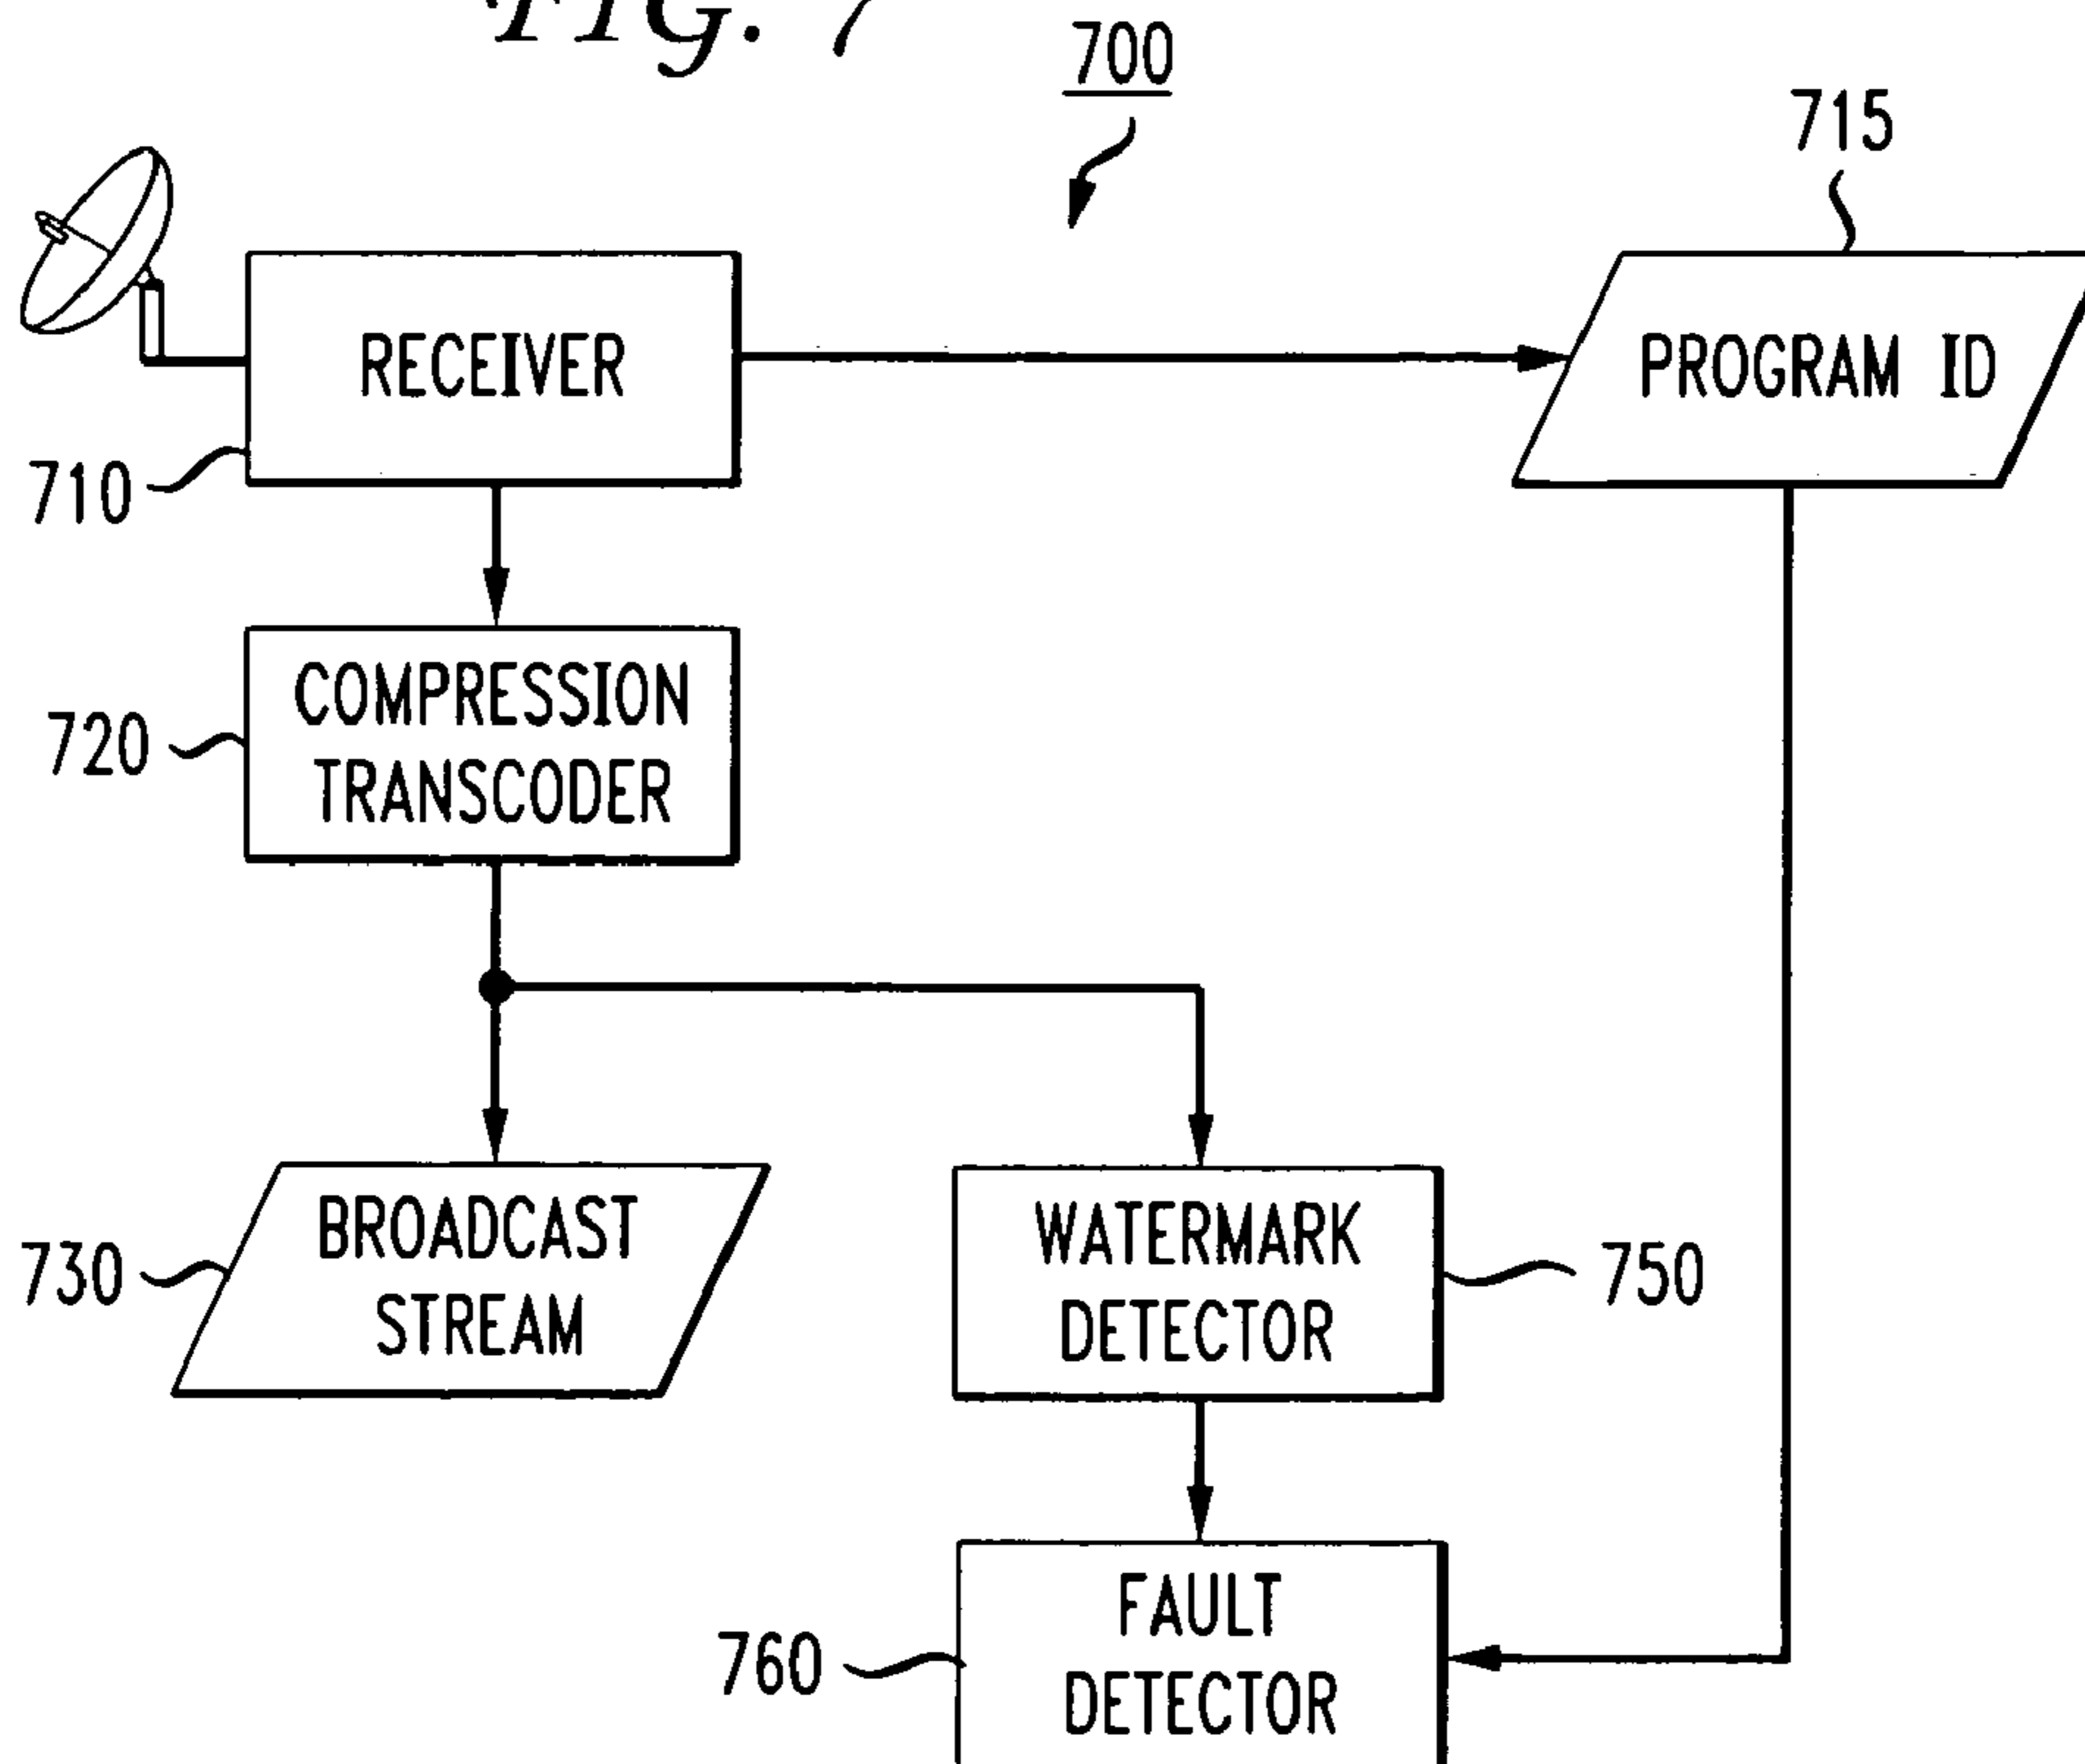 FIG. 7
700
715
RECEIVER
PROGRAM ID
710
COMPRESSION
TRANSCODER
720
BROADCAST
STREAM
730
WATERMARK
DETECTOR
750
FAULT
DETECTOR
760